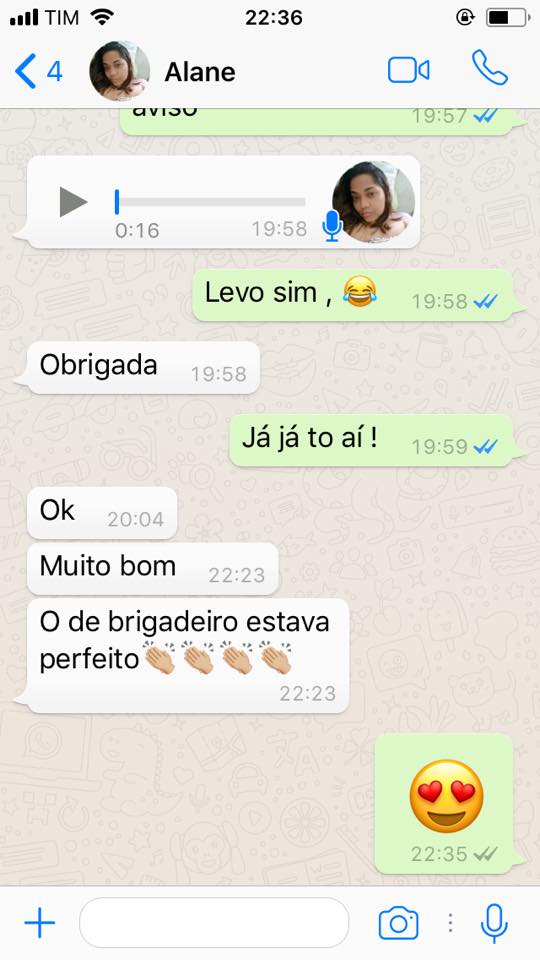 TIM 22:36
4 Alane
aviso 19:57
0:16 19:58
Levo sim , 😂 19:58
Obrigada 19:58
Já já to aí ! 19:59
Ok 20:04
Muito bom 22:23
O de brigadeiro estava
perfeito👏🏼👏🏼👏🏼👏🏼
22:23
😍
22:35